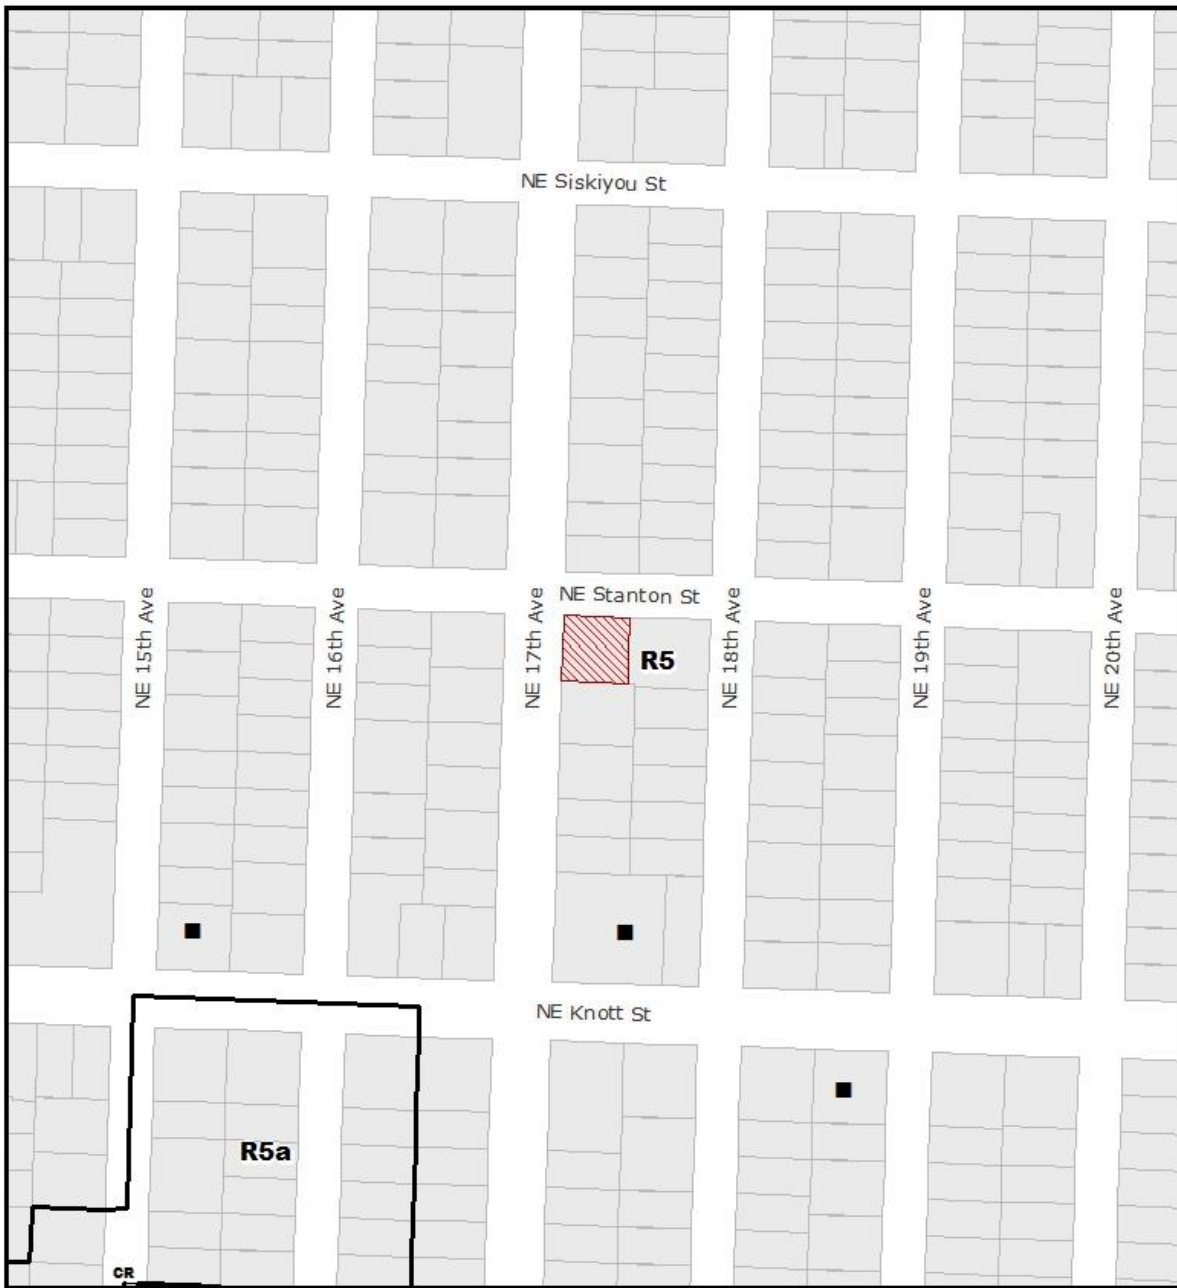 NE Siskiyou St
NE Stanton St
NE 15th Ave
NE 16th Ave
NE 17th Ave
R5
NE 18th Ave
NE 19th Ave
NE 20th Ave
NE Knott St
R5a
CR